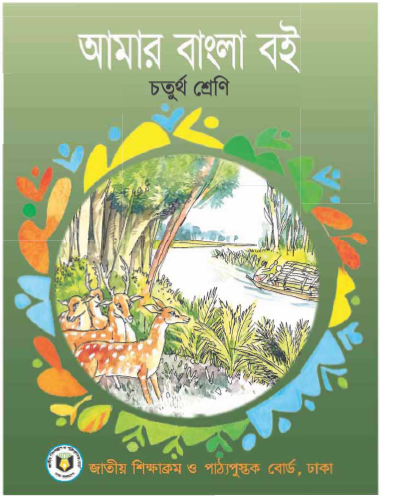 আমার বাংলা বই
চতুর্থ শ্রেণি
জাতীয় শিক্ষাক্রম ও পাঠ্যপুস্তক বোর্ড, ঢাকা